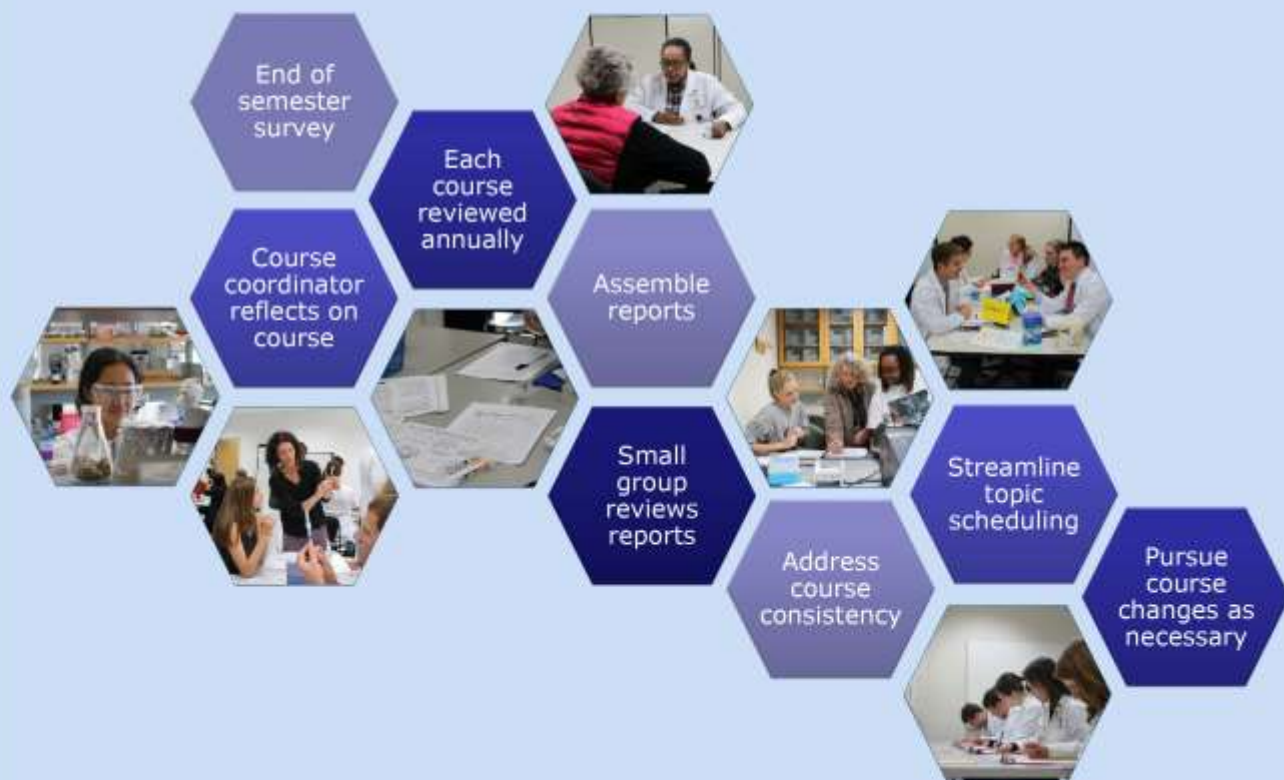 End of
semester
survey
Each
course
reviewed
annually
Course
coordinator
reflects on
course
Assemble
reports
Small
group
reviews
reports
Address
course
consistency
Streamline
topic
scheduling
Pursue
course
changes as
necessary